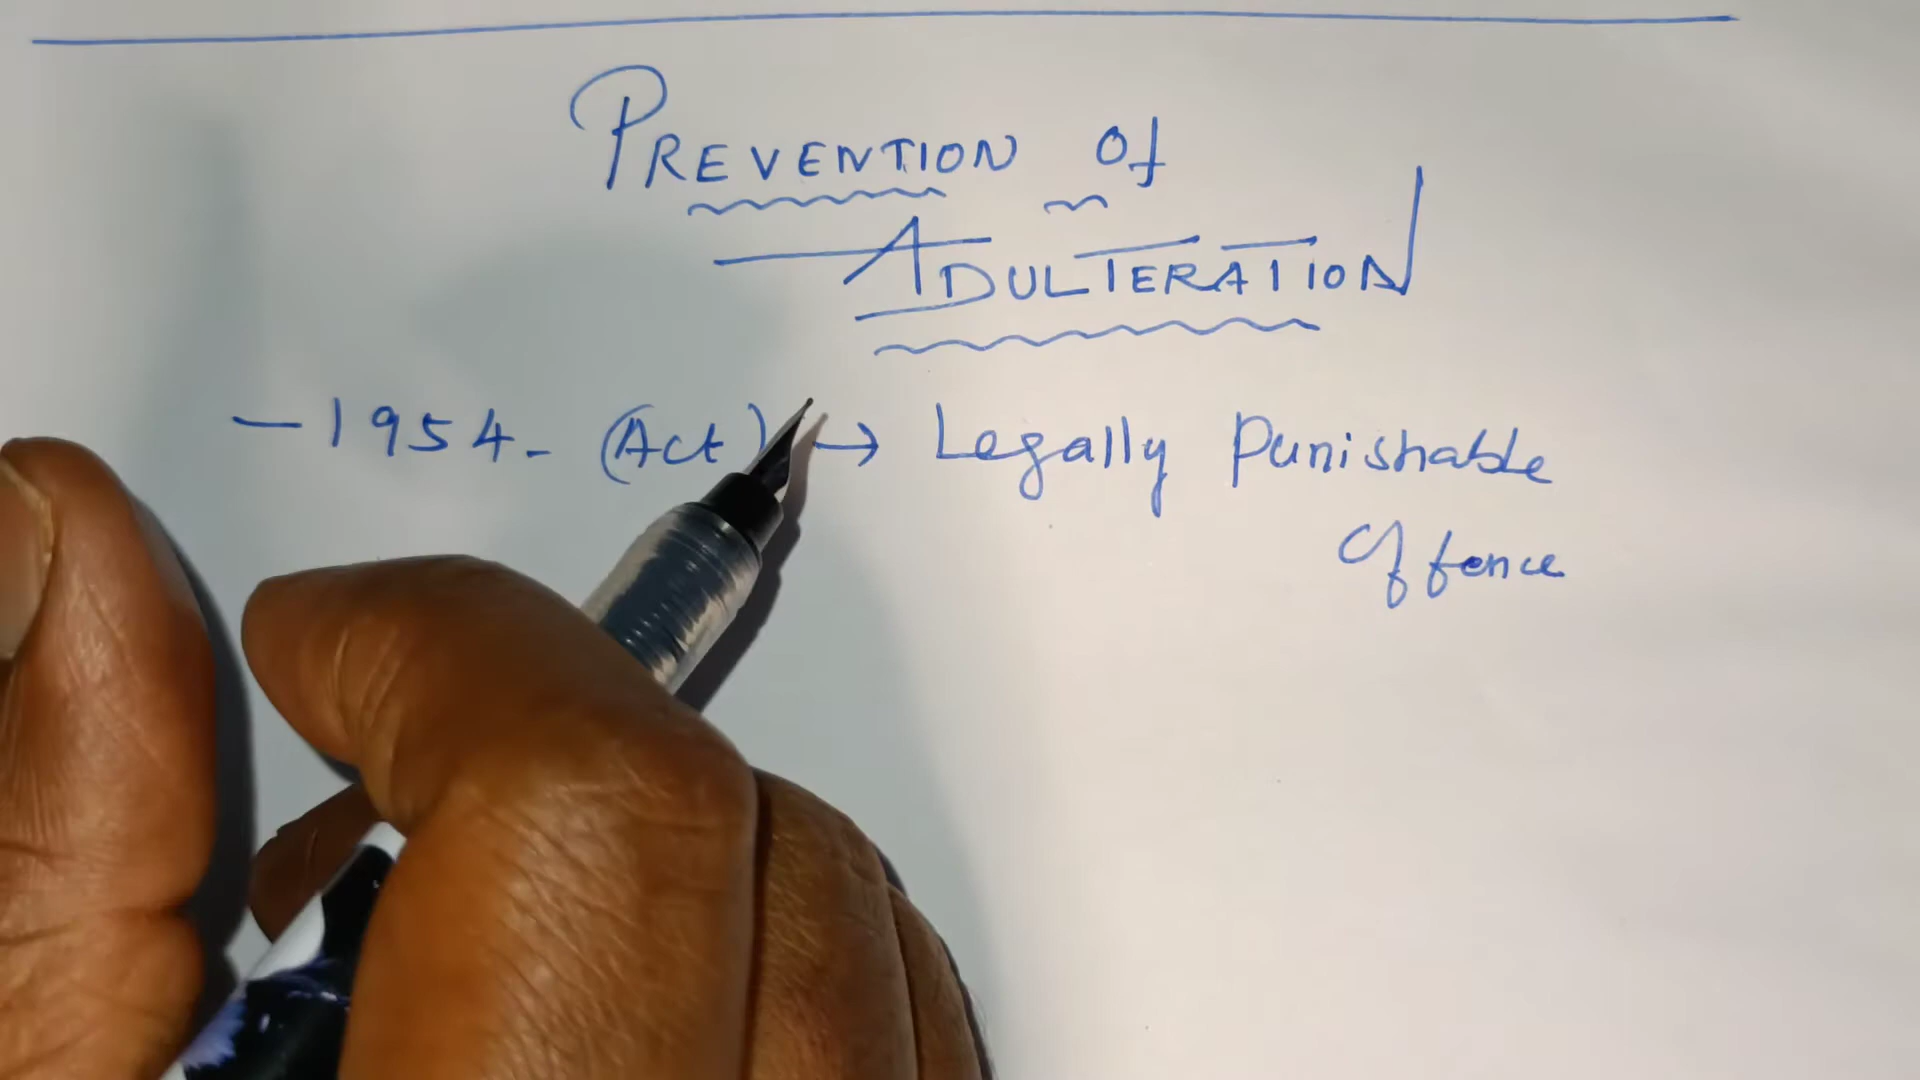 PREVENTION Of
ADULTERATION
- 1954 - (Act) → Legally Punishable
Offence